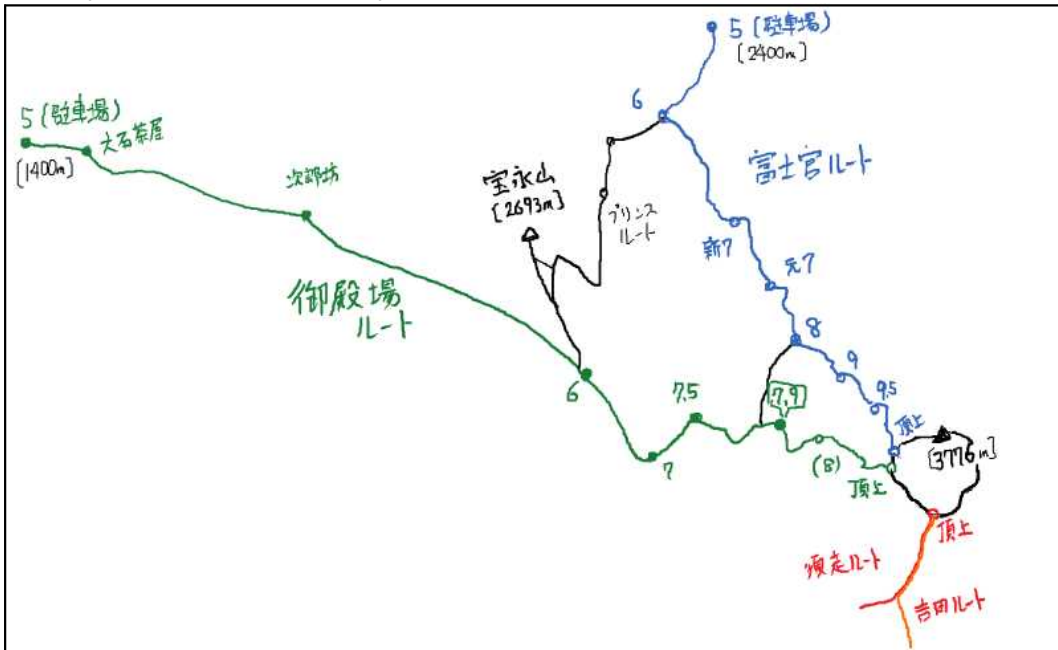 5 (駐車場)
[2400m]
5 (駐車場)
大石茶屋
[1400m]
6
次郎坊
宝永山
[2693m]
プリンス
ルート
富士宮ルート
新7
元7
御殿場
ルート
8
9
9.5
6
7.5
7.9
7
(8)
頂上
頂上
[3776m]
頂上
須走ルート
吉田ルート